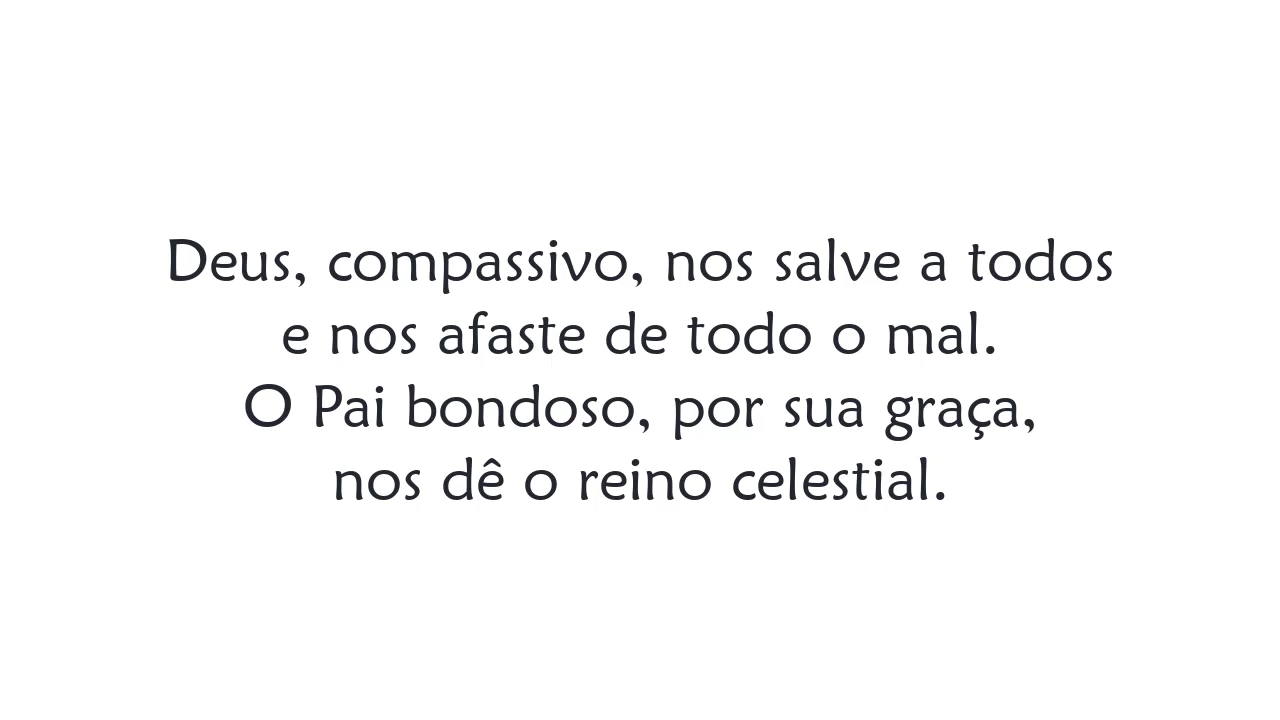 Deus, compassivo, nos salve a todos
e nos afaste de todo o mal.
O Pai bondoso, por sua graça,
nos dê o reino celestial.